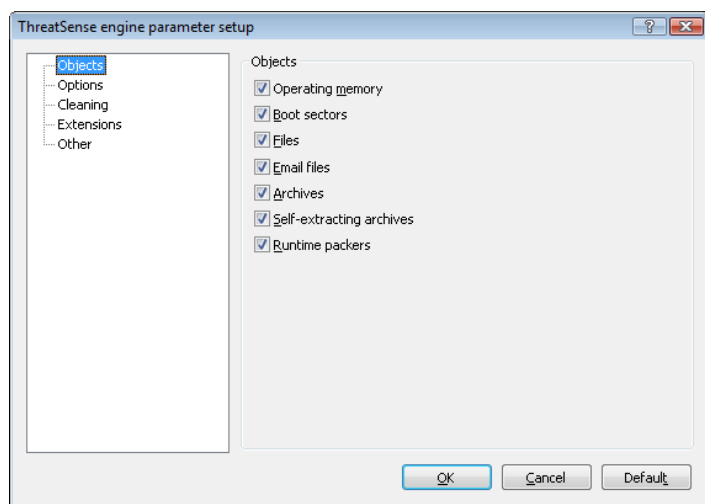 ThreatSense engine parameter setup
Objects
Options
Cleaning
Extensions
Other
Objects
Operating memory
Boot sectors
Files
Email files
Archives
Self-extracting archives
Runtime packers
OK Cancel Default